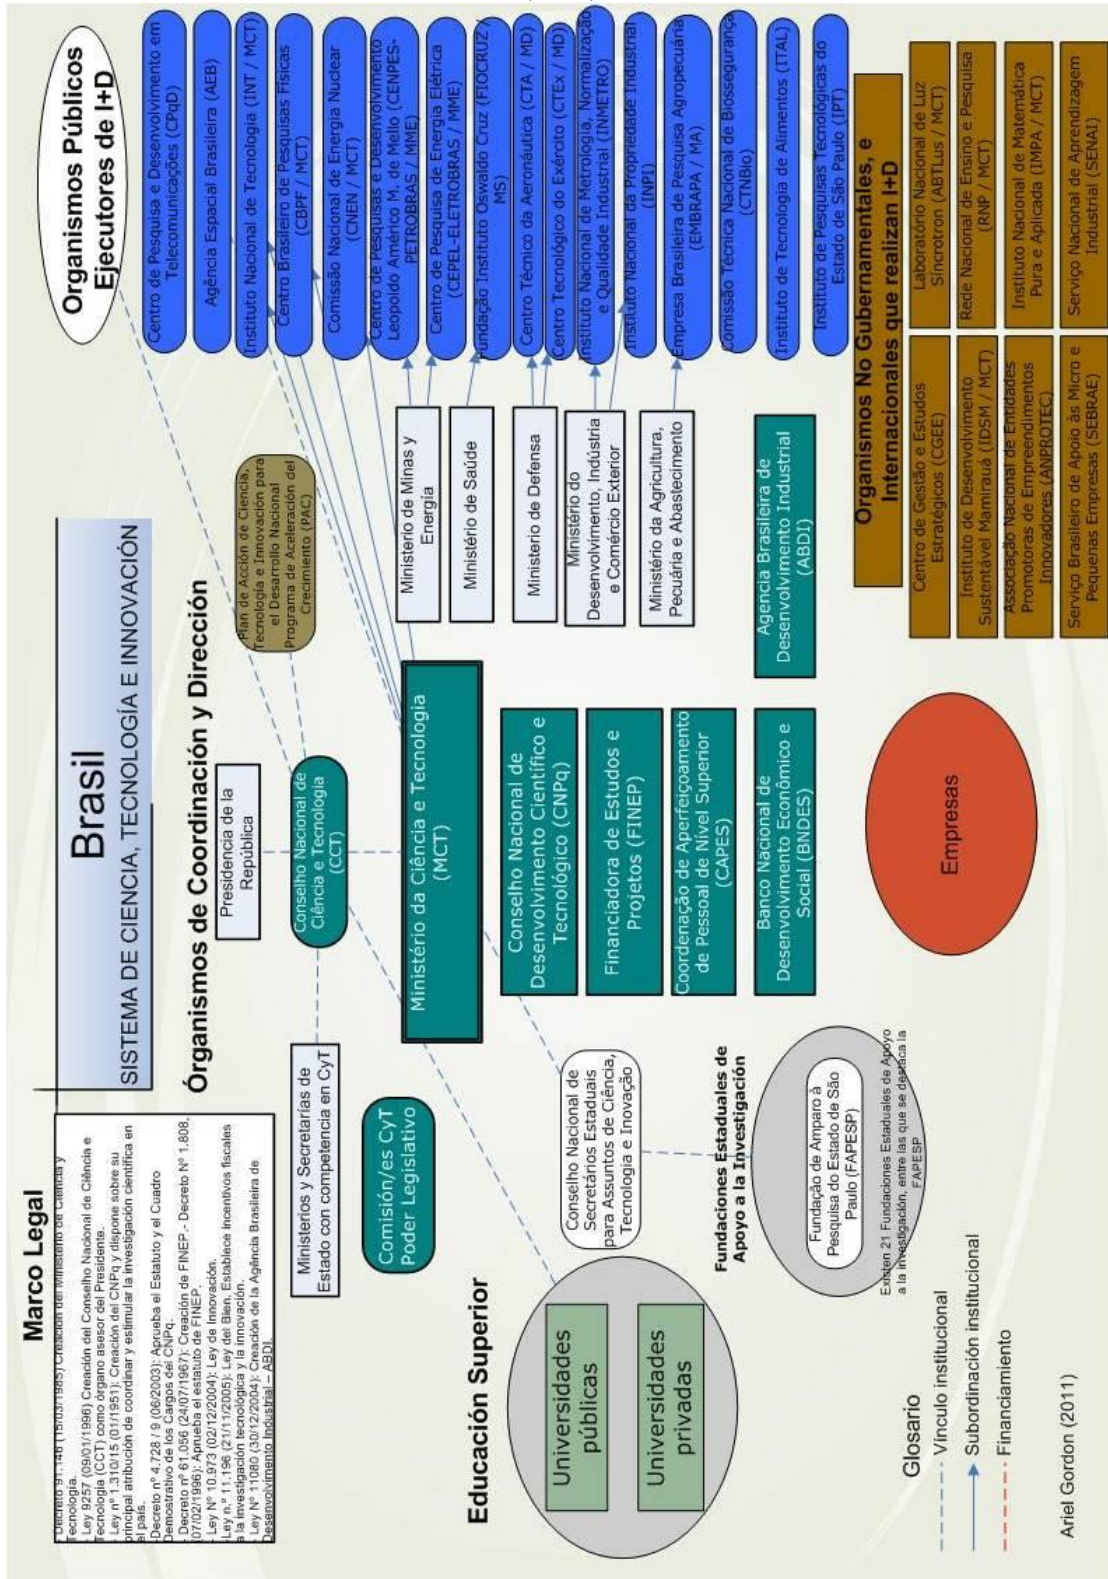 Marco Legal
- Decreto 91.146 (15/03/1985) Creación del Ministerio de Ciencia y
Tecnología.
- Ley 9257 (09/01/1996) Creación del Conselho Nacional de Ciência e
Tecnología (CCT) como órgano asesor del Presidente.
- Ley nº 1.310/15 (01/1951): Creación del CNPq y dispone sobre su
principal atribución de coordinar y estimular la investigación científica en
el país.
-Decreto nº 4.728 / 9 (06/2003): Aprueba el Estatuto y el Cuadro
Demostrativo de los Cargos del CNPq.
- Decreto nº 61.056 (24/07/1967): Creación de FINEP.- Decreto Nº 1.808,
(07/02/1996): Aprueba el estatuto de FINEP.
- Ley Nº 10.973 (02/12/2004): Ley de Innovación.
-Ley n.º 11.196 (21/11/2005): Ley del Bien. Establece incentivos fiscales
a la investigación tecnológica y la innovación.
- Ley Nº 11080 (30/12/2004): Creación de la Agência Brasileira de
Desenvolvimento Industrial – ABDI.
Brasil
SISTEMA DE CIENCIA, TECNOLOGÍA E INNOVACIÓN
Órganismos de Coordinación y Dirección
Presidencia de la
República
Plan de Acción de Ciencia,
Tecnología e Innovación para
el Desarrollo Nacional
Programa de Aceleración del
Crecimiento (PAC)
Ministerios y Secretarías de
Estado con competencia en CyT
Conselho Nacional de
Ciência e Tecnologia
(CCT)
Comisión/es CyT
Poder Legislativo
Ministério da Ciência e Tecnologia
(MCT)
Conselho Nacional de
Desenvolvimento Científico e
Tecnológico (CNPq)
Financiadora de Estudos e
Projetos (FINEP)
Coordenação de Aperfeiçoamento
de Pessoal de Nível Superior
(CAPES)
Banco Nacional de
Desenvolvimento Econômico e
Social (BNDES)
Agencia Brasileira de
Desenvolvimento Industrial
(ABDI)
Ministerio de Minas y
Energía
Ministério de Saúde
Ministerio de Defensa
Ministério do
Desenvolvimento, Indústria
e Comércio Exterior
Ministério da Agricultura,
Pecuária e Abastecimento
Organismos Públicos
Ejecutores de I+D
Centro de Pesquisa e Desenvolvimento em
Telecomunicações (CPqD)
Agência Espacial Brasileira (AEB)
Instituto Nacional de Tecnologia (INT / MCT)
Centro Brasileiro de Pesquisas Físicas
(CBPF / MCT)
Comissão Nacional de Energia Nuclear
(CNEN / MCT)
Centro de Pesquisas e Desenvolvimento
Leopoldo Américo M. de Mello (CENPES-
PETROBRAS / MME)
Centro de Pesquisa de Energia Elétrica
(CEPEL-ELETROBRAS / MME)
Fundação Instituto Oswaldo Cruz (FIOCRUZ /
MS)
Centro Técnico da Aeronáutica (CTA / MD)
Centro Tecnológico do Exército (CTEx / MD)
Instituto Nacional de Metrologia, Normalização
e Qualidade Industrial (INMETRO)
Instituto Nacional da Propriedade Industrial
(INPI)
Empresa Brasileira de Pesquisa Agropecuária
(EMBRAPA / MA)
Comissão Técnica Nacional de Biossegurança
(CTNBio)
Instituto de Tecnologia de Alimentos (ITAL)
Instituto de Pesquisas Tecnológicas do
Estado de São Paulo (IPT)
Educación Superior
Universidades
públicas
Universidades
privadas
Conselho Nacional de
Secretários Estaduais
para Assuntos de Ciência,
Tecnologia e Inovação
Fundaciones Estaduales de
Apoyo a la Investigación
Fundação de Amparo à
Pesquisa do Estado de São
Paulo (FAPESP)
Existen 21 Fundaciones Estaduales de Apoyo
a la investigación, entre las que se destaca la
FAPESP
Empresas
Organismos No Gubernamentales, e
Internacionales que realizan I+D
Centro de Gestão e Estudos
Estratégicos (CGEE)
Laboratório Nacional de Luz
Síncrotron (ABTLus / MCT)
Instituto de Desenvolvimento
Sustentável Mamirauá (IDSM / MCT)
Rede Nacional de Ensino e Pesquisa
(RNP / MCT)
Associação Nacional de Entidades
Promotoras de Empreendimentos
Innovadores (ANPROTEC)
Instituto Nacional de Matemática
Pura e Aplicada (IMPA / MCT)
Serviço Brasileiro de Apoio às Micro e
Pequenas Empresas (SEBRAE)
Serviço Nacional de Aprendizagem
Industrial (SENAI)
Glosario
Vínculo institucional
Subordinación institucional
Financiamiento
Ariel Gordon (2011)